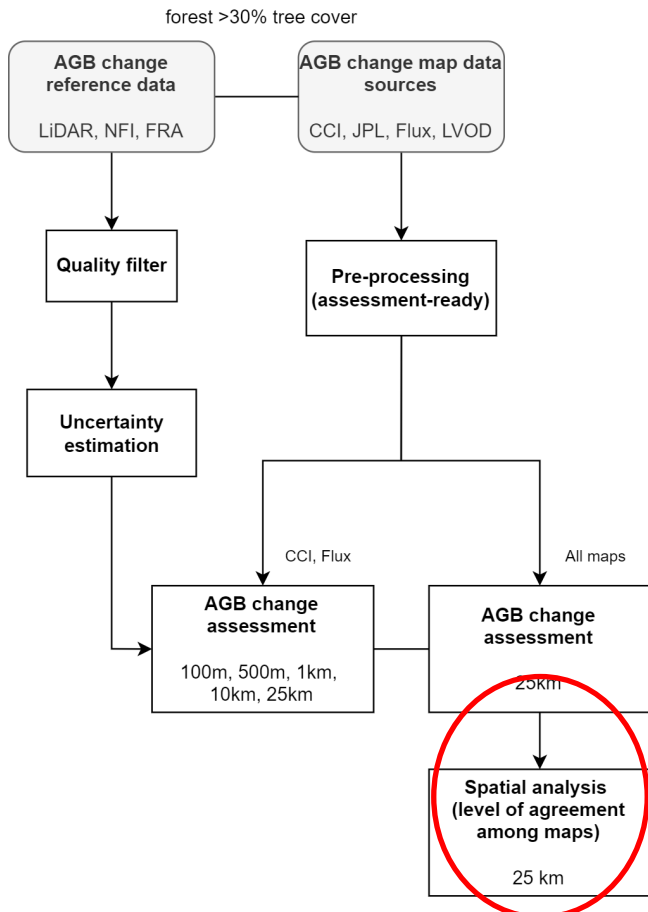 forest >30% tree cover
AGB change
reference data
LiDAR, NFI, FRA
AGB change map data
sources
CCI, JPL, Flux, LVOD
Quality filter
Pre-processing
(assessment-ready)
Uncertainty
estimation
CCI, Flux
All maps
AGB change
assessment
100m, 500m, 1km,
10km, 25km
AGB change
assessment
25km
Spatial analysis
(level of agreement
among maps)
25 km